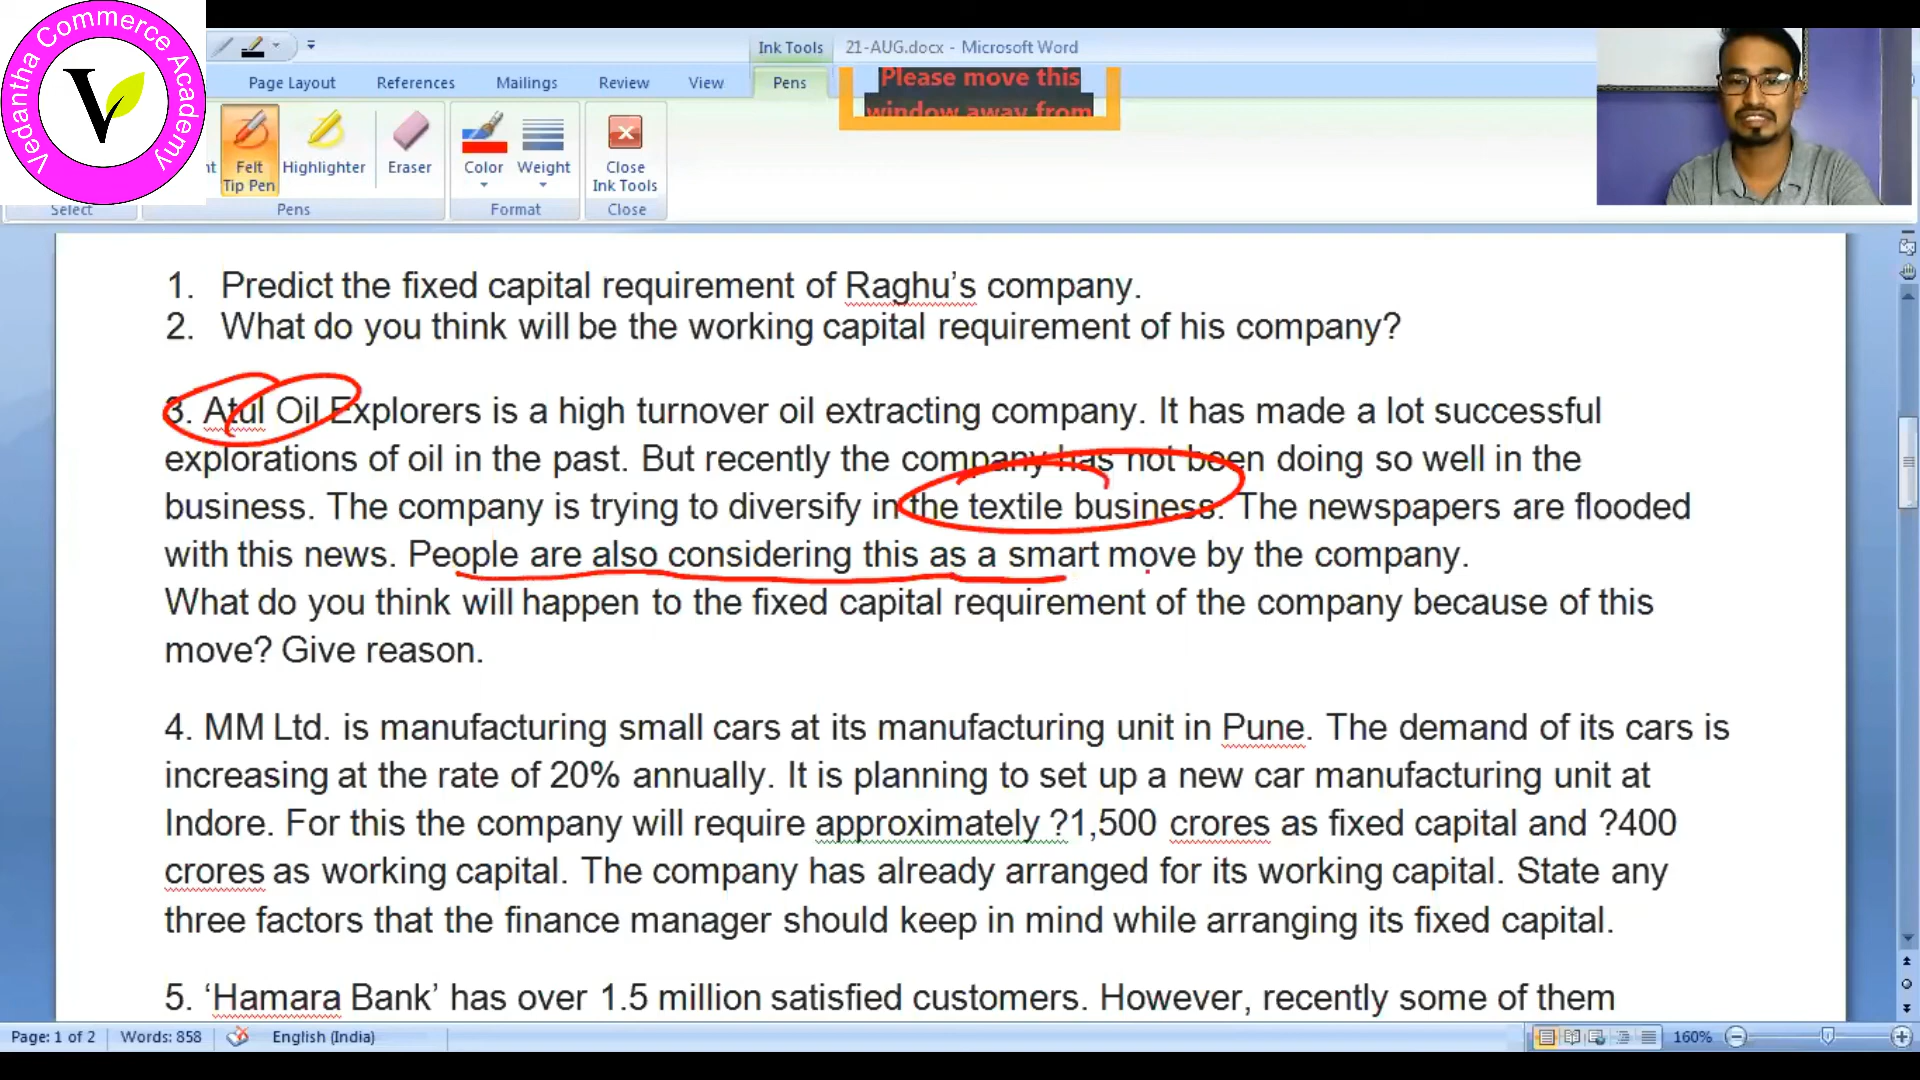 Vedantha Commerce Academy
V
Ink Tools
21-AUG.docx - Microsoft Word
Page Layout
References
Mailings
Review
View
Pens
Please move this
window away from
Felt
Tip Pen
Highlighter
Eraser
Color
Weight
Close
Ink Tools
Select
Pens
Format
Close
1. Predict the fixed capital requirement of Raghu’s company.
2. What do you think will be the working capital requirement of his company?
3. Atul Oil Explorers is a high turnover oil extracting company. It has made a lot successful
explorations of oil in the past. But recently the company has not been doing so well in the
business. The company is trying to diversify in the textile business. The newspapers are flooded
with this news. People are also considering this as a smart move by the company.
What do you think will happen to the fixed capital requirement of the company because of this
move? Give reason.
4. MM Ltd. is manufacturing small cars at its manufacturing unit in Pune. The demand of its cars is
increasing at the rate of 20% annually. It is planning to set up a new car manufacturing unit at
Indore. For this the company will require approximately ?1,500 crores as fixed capital and ?400
crores as working capital. The company has already arranged for its working capital. State any
three factors that the finance manager should keep in mind while arranging its fixed capital.
5. ‘Hamara Bank’ has over 1.5 million satisfied customers. However, recently some of them
Page: 1 of 2
Words: 858
English (India)
160%